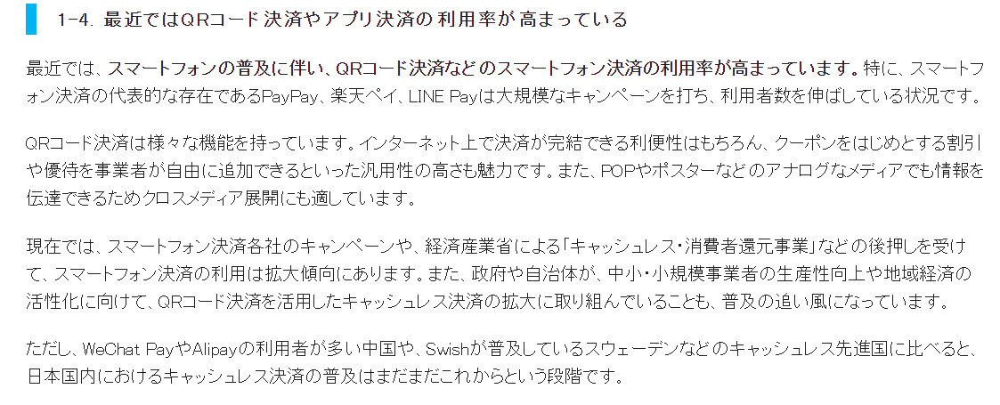 1-4. 最近ではQRコード決済やアプリ決済の利用率が高まっている
最近では、スマートフォンの普及に伴い、QRコード決済などのスマートフォン決済の利用率が高まっています。特に、スマートフ
ォン決済の代表的な存在であるPayPay、楽天ペイ、LINE Payは大規模なキャンペーンを打ち、利用者数を伸ばしている状況です。
QRコード決済は様々な機能を持っています。インターネット上で決済が完結できる利便性はもちろん、クーポンをはじめとする割引
や優待を事業者が自由に追加できるといった汎用性の高さも魅力です。また、POPやポスターなどのアナログなメディアでも情報を
伝達できるためクロスメディア展開にも適しています。
現在では、スマートフォン決済各社のキャンペーンや、経済産業省による「キャッシュレス・消費者還元事業」などの後押しを受け
て、スマートフォン決済の利用は拡大傾向にあります。また、政府や自治体が、中小・小規模事業者の生産性向上や地域経済の
活性化に向けて、QRコード決済を活用したキャッシュレス決済の拡大に取り組んでいることも、普及の追い風になっています。
ただし、WeChat PayやAlipayの利用者が多い中国や、Swishが普及しているスウェーデンなどのキャッシュレス先進国に比べると、
日本国内におけるキャッシュレス決済の普及はまだまだこれからという段階です。